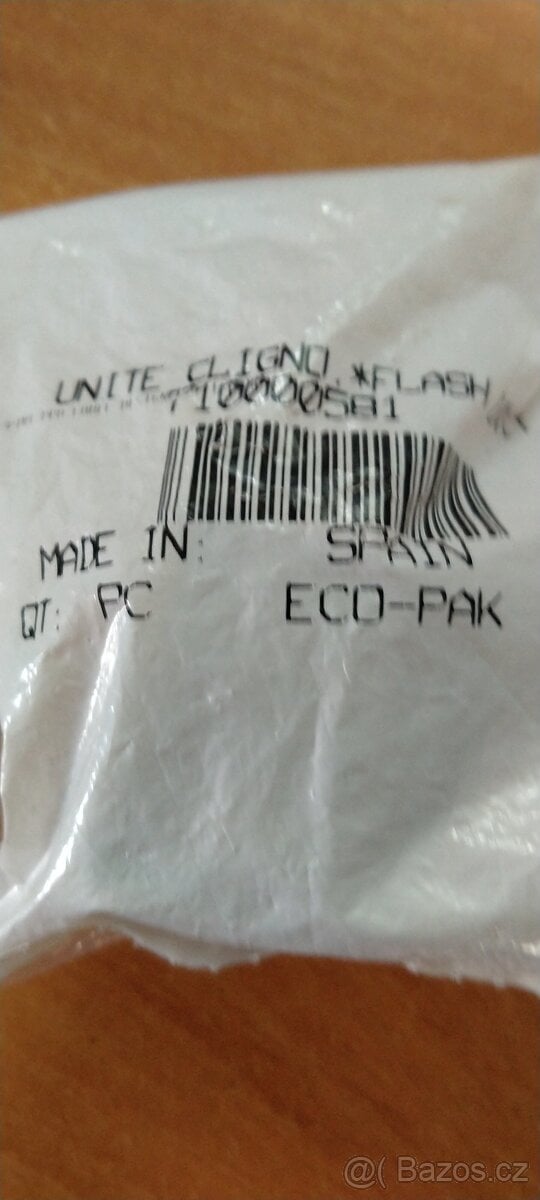 UNITE CLIGNO.*FLASH
710000581
MADE IN: SPAIN
QT: PC ECO-PAK
@( Bazos.cz